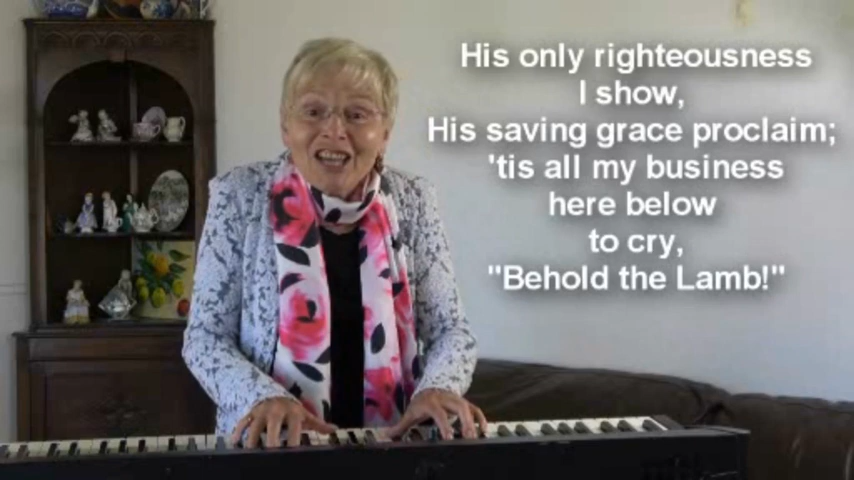 His only righteousness
I show,
His saving grace proclaim;
'tis all my business
here below
to cry,
"Behold the Lamb!"